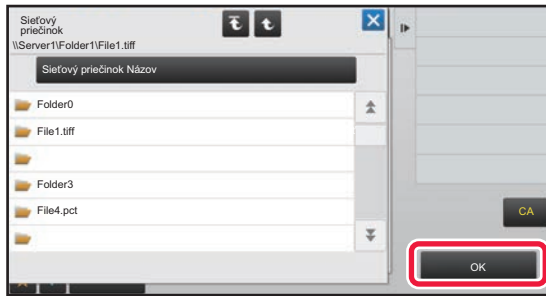 Sieťový
priečinok
\\Server1\Folder1\File1.tiff
Sieťový priečinok Názov
Folder0
File1.tiff
Folder3
File4.pct
CA
OK